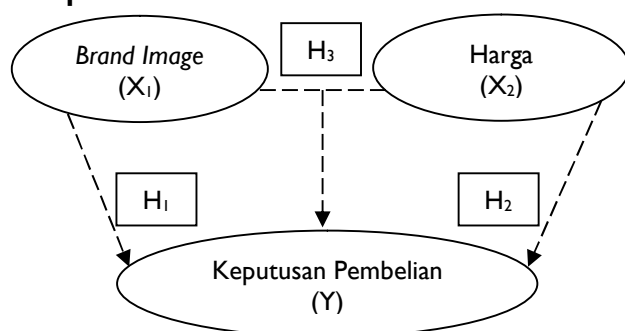 Brand Image
(X₁)
H₃
Harga
(X₂)
H₁
H₂
Keputusan Pembelian
(Y)